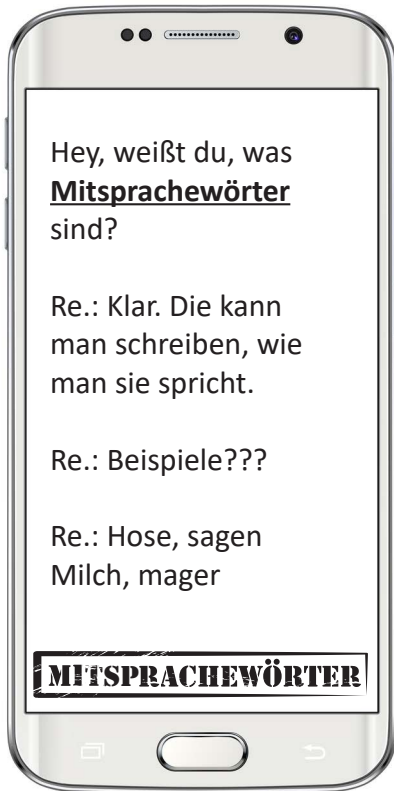 Hey, weißt du, was
Mitsprachewörter
sind?
Re.: Klar. Die kann
man schreiben, wie
man sie spricht.
Re.: Beispiele???
Re.: Hose, sagen
Milch, mager
MITSPRACHEWÖRTER